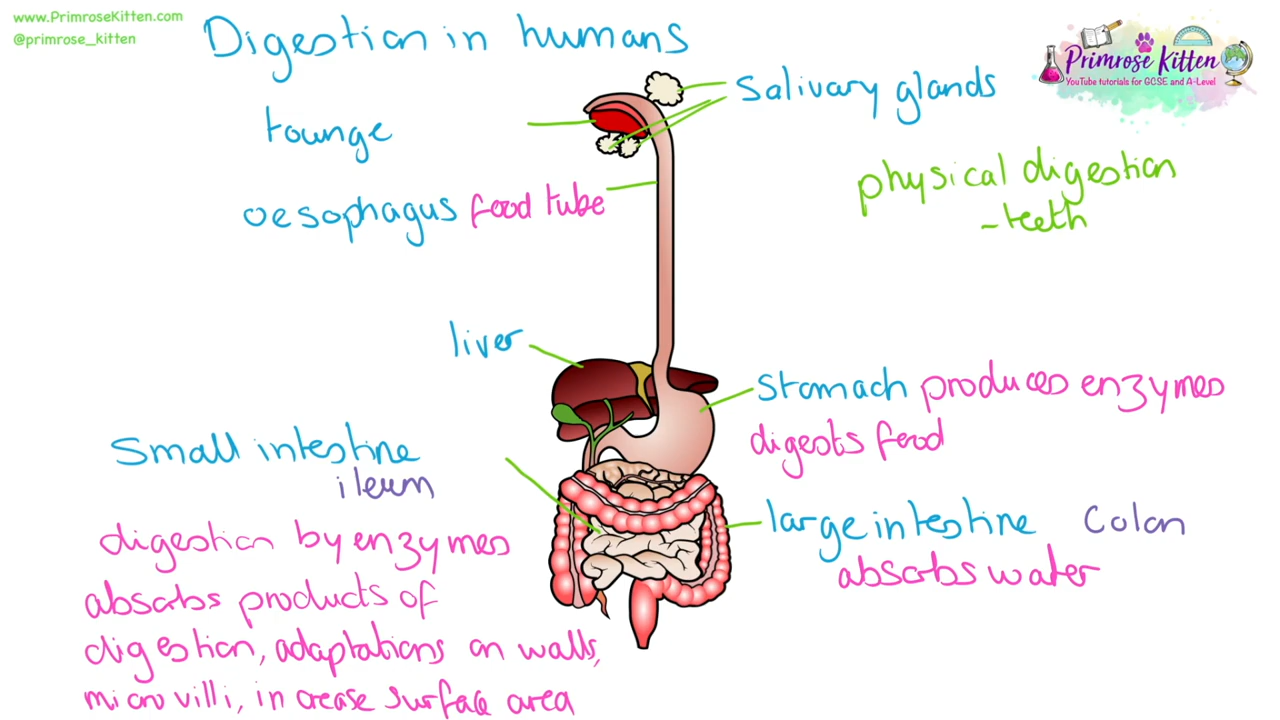 www.PrimroseKitten.com
@primrose_kitten
Digestion in humans
Primrose Kitten
YouTube tutorials for GCSE and A-Level
Salivary glands
tounge
physical digestion
- teeth
oesophagus food tube
liver
Stomach produces enzymes
digests food
Small intestine
ileum
large intestine Colon
absorbs water
digestion by enzymes
absorbs products of
digestion, adaptations on walls,
microvilli, increase surface area